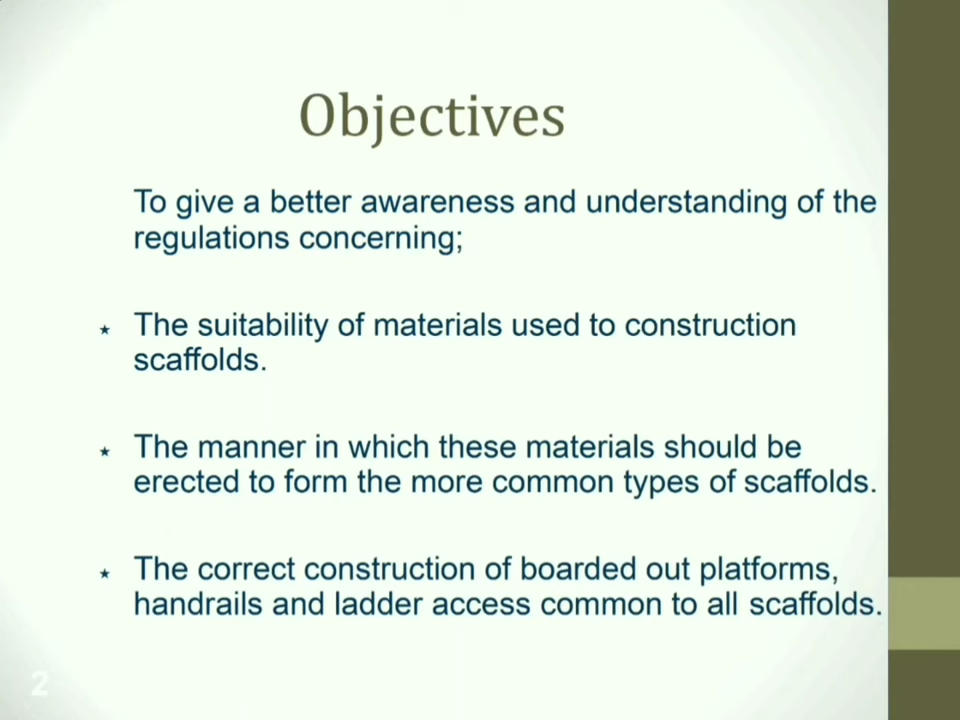 Objectives
To give a better awareness and understanding of the
regulations concerning;
★ The suitability of materials used to construction
scaffolds.
★ The manner in which these materials should be
erected to form the more common types of scaffolds.
★ The correct construction of boarded out platforms,
handrails and ladder access common to all scaffolds.
2